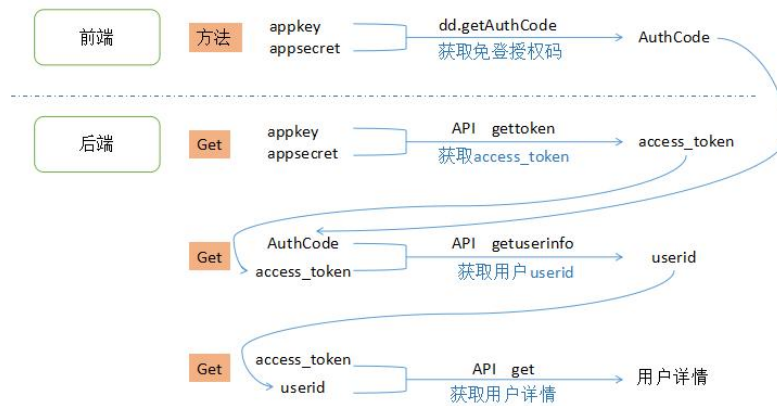 前端
方法
appkey
appsecret
dd.getAuthCode
获取免登授权码
AuthCode
后端
Get
appkey
appsecret
API gettoken
获取access_token
access_token
Get
AuthCode
access_token
API getuserinfo
获取用户userid
userid
Get
access_token
userid
API get
获取用户详情
用户详情